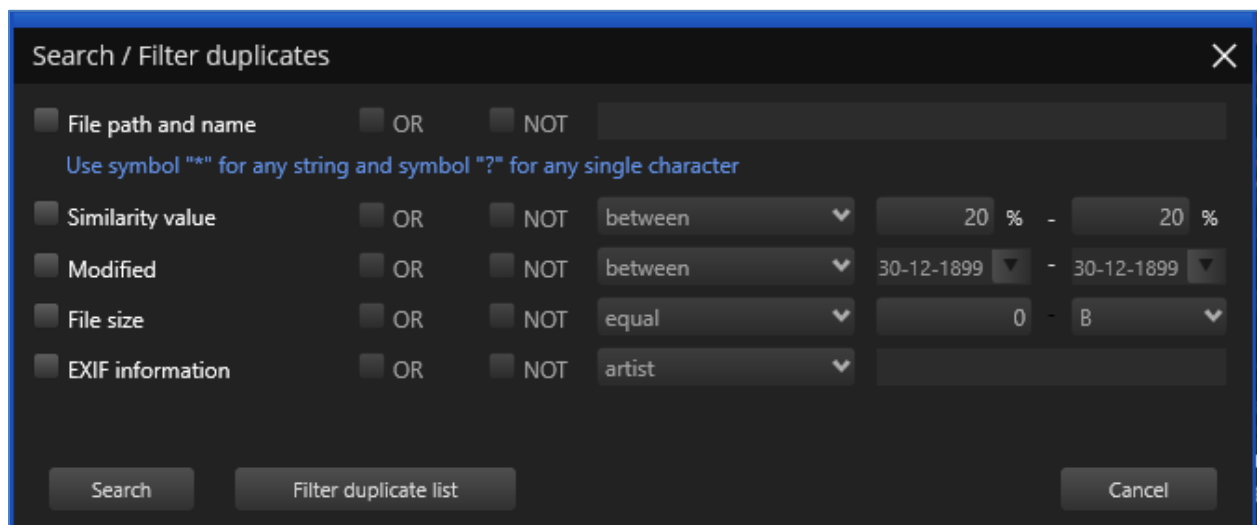 Search / Filter duplicates
File path and name OR NOT
Use symbol "*" for any string and symbol "?" for any single character
Similarity value OR NOT between 20 % - 20 %
Modified OR NOT between 30-12-1899 - 30-12-1899
File size OR NOT equal 0 - B
EXIF information OR NOT artist
Search Filter duplicate list Cancel